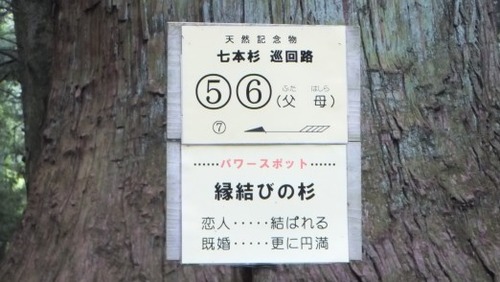 天然記念物
七本杉 巡回路
⑤⑥(父母)
ふた はしら
⑦
……パワースポット……
縁結びの杉
恋人‥‥‥結ばれる
既婚‥‥‥更に円満